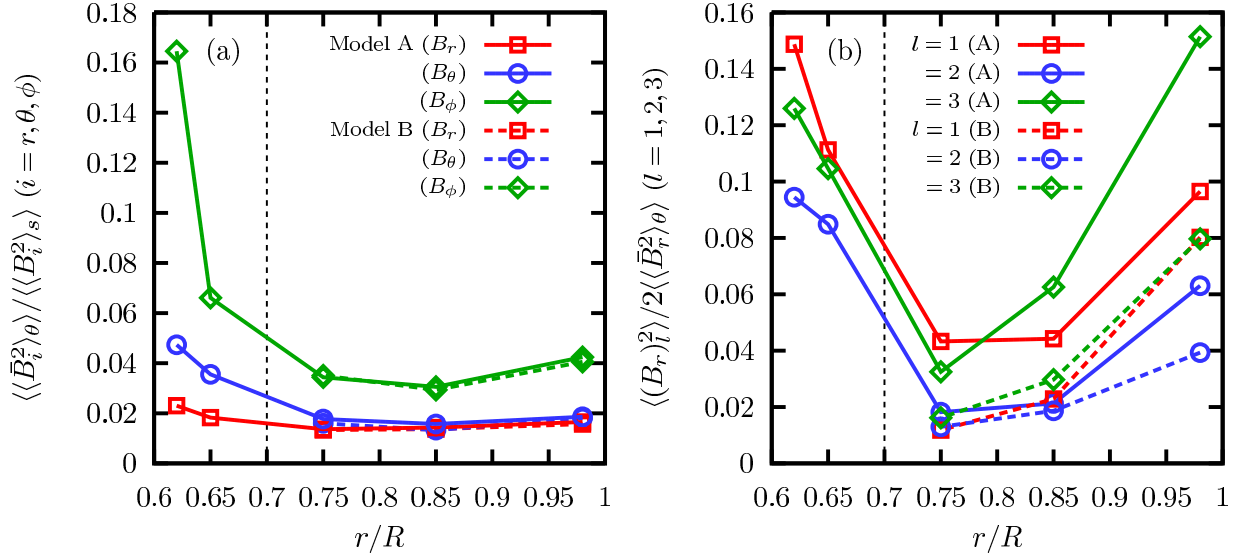 ⟨⟨B̄_i^2⟩_θ⟩/⟨⟨B_i^2⟩_s⟩ (i = r, θ, ϕ)
0.18
0.16
0.14
0.12
0.1
0.08
0.06
0.04
0.02
0
(a)
Model A (B_r)
(B_θ)
(B_ϕ)
Model B (B_r)
(B_θ)
(B_ϕ)
0.6 0.65 0.7 0.75 0.8 0.85 0.9 0.95 1
r/R
⟨(B_r)_l^2⟩/2⟨⟨B̄_r^2⟩_θ⟩ (l = 1, 2, 3)
0.16
0.14
0.12
0.1
0.08
0.06
0.04
0.02
0
(b)
l = 1 (A)
= 2 (A)
= 3 (A)
l = 1 (B)
= 2 (B)
= 3 (B)
0.6 0.65 0.7 0.75 0.8 0.85 0.9 0.95 1
r/R